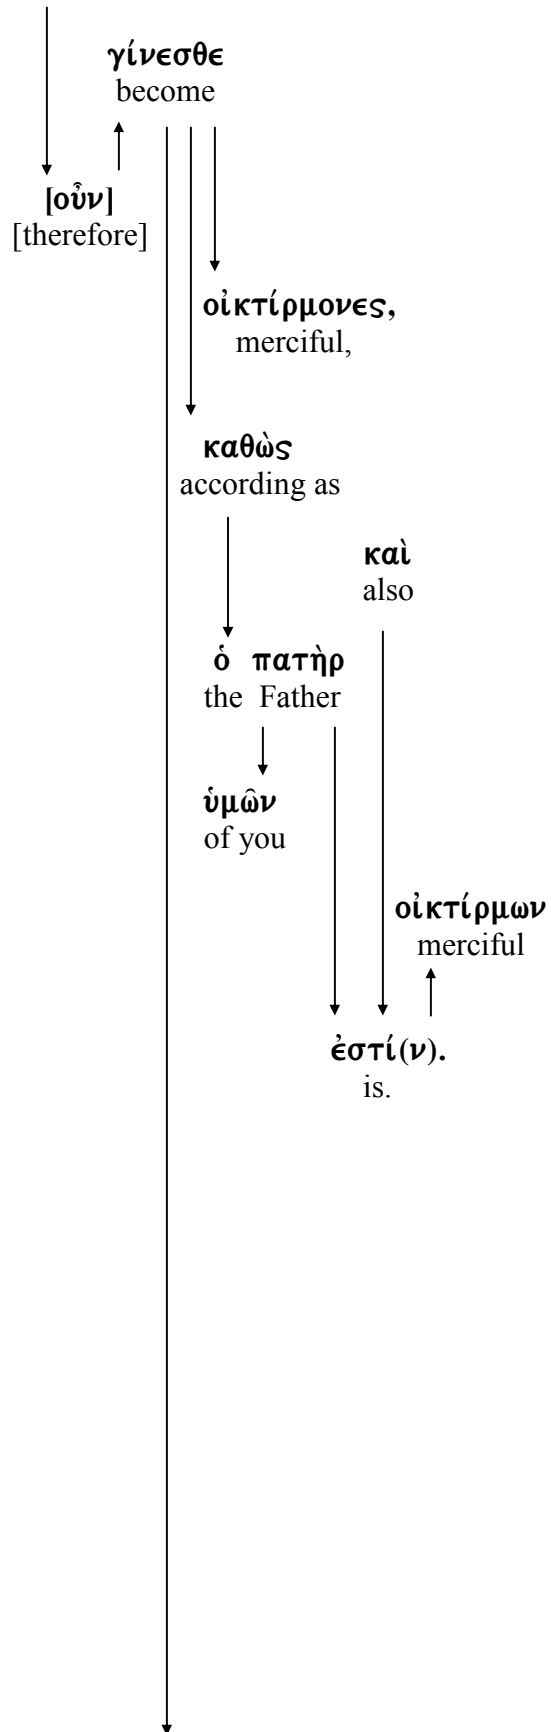 γίνεσθε
become
[οὖν]
[therefore]
οἰκτίρμονες,
merciful,
καθὼς
according as
καὶ
also
ὁ πατὴρ
the Father
ὑμῶν
of you
οἰκτίρμων
merciful
ἐστί(ν).
is.